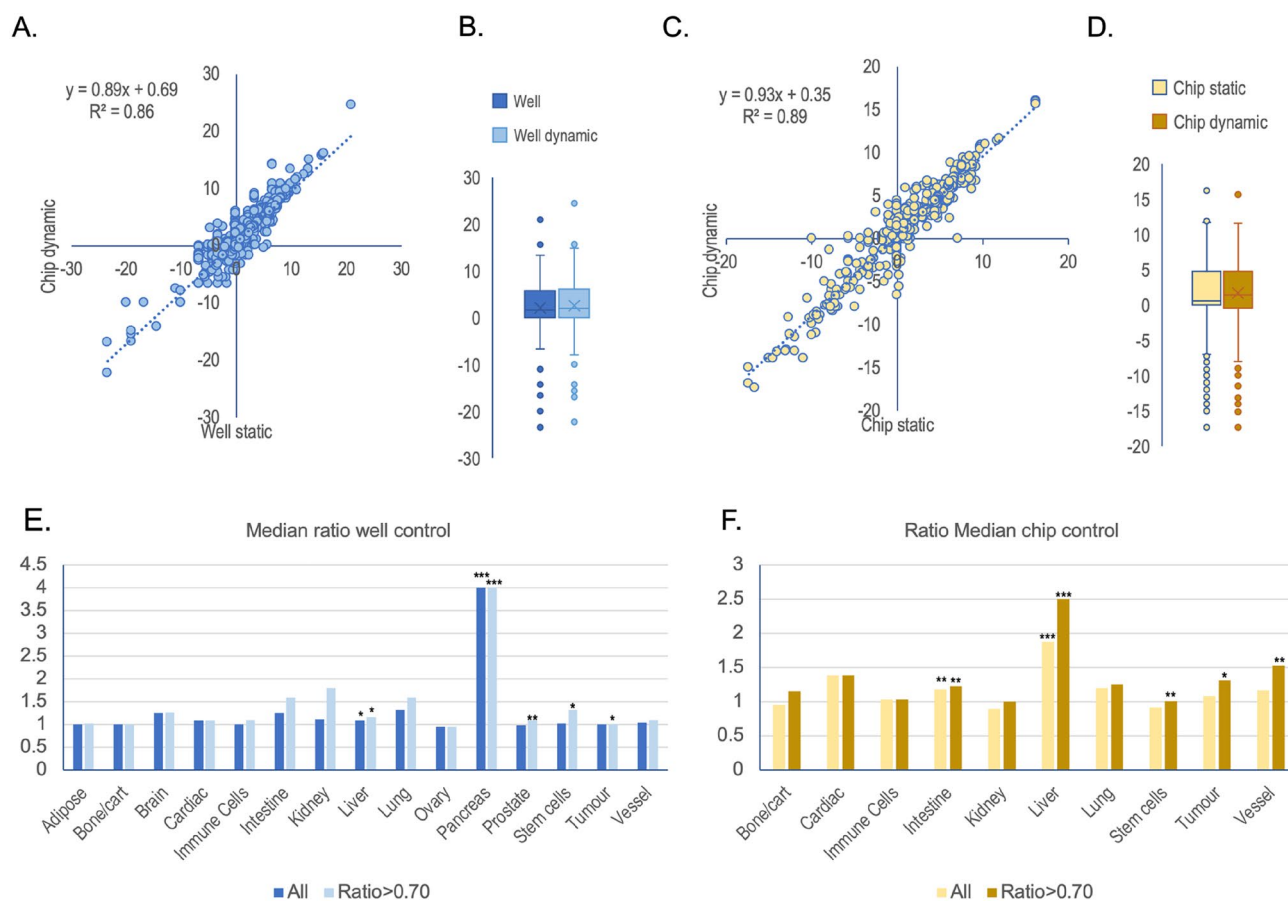 A.
y = 0.89x + 0.69
R² = 0.86
30
20
10
0
-10
-20
-30
-30 -20 -10 0 10 20 30
Chip dynamic
Well static
B.
Well
Well dynamic
30
20
10
0
-10
-20
-30
C.
y = 0.93x + 0.35
R² = 0.89
20
15
10
5
0
-5
-10
-15
-20
-20 -10 0 10 20
Chip dynamic
Chip static
D.
Chip static
Chip dynamic
20
15
10
5
0
-5
-10
-15
-20
E.
Median ratio well control
4.5
4
3.5
3
2.5
2
1.5
1
0.5
0
* * *** *** ** * *
Adipose
Bone/cart
Brain
Cardiac
Immune Cells
Intestine
Kidney
Liver
Lung
Ovary
Pancreas
Prostate
Stem cells
Tumour
Vessel
All Ratio>0.70
F.
Ratio Median chip control
3
2.5
2
1.5
1
0.5
0
** ** *** *** ** * **
Bone/cart
Cardiac
Immune Cells
Intestine
Kidney
Liver
Lung
Stem cells
Tumour
Vessel
All Ratio>0.70